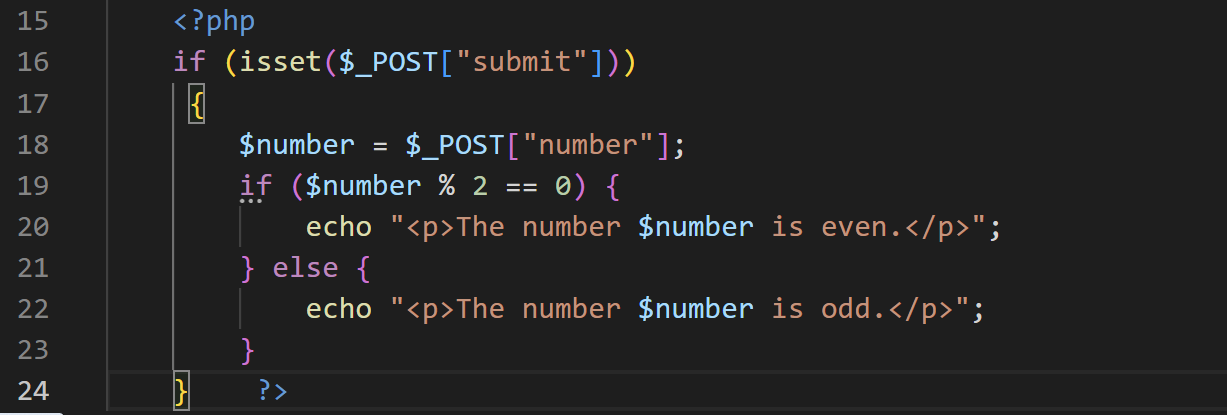 15 <?php
16 if (isset($_POST["submit"]))
17 {
18 $number = $_POST["number"];
19 if ($number % 2 == 0) {
20 echo "<p>The number $number is even.</p>";
21 } else {
22 echo "<p>The number $number is odd.</p>";
23 }
24 } ?>